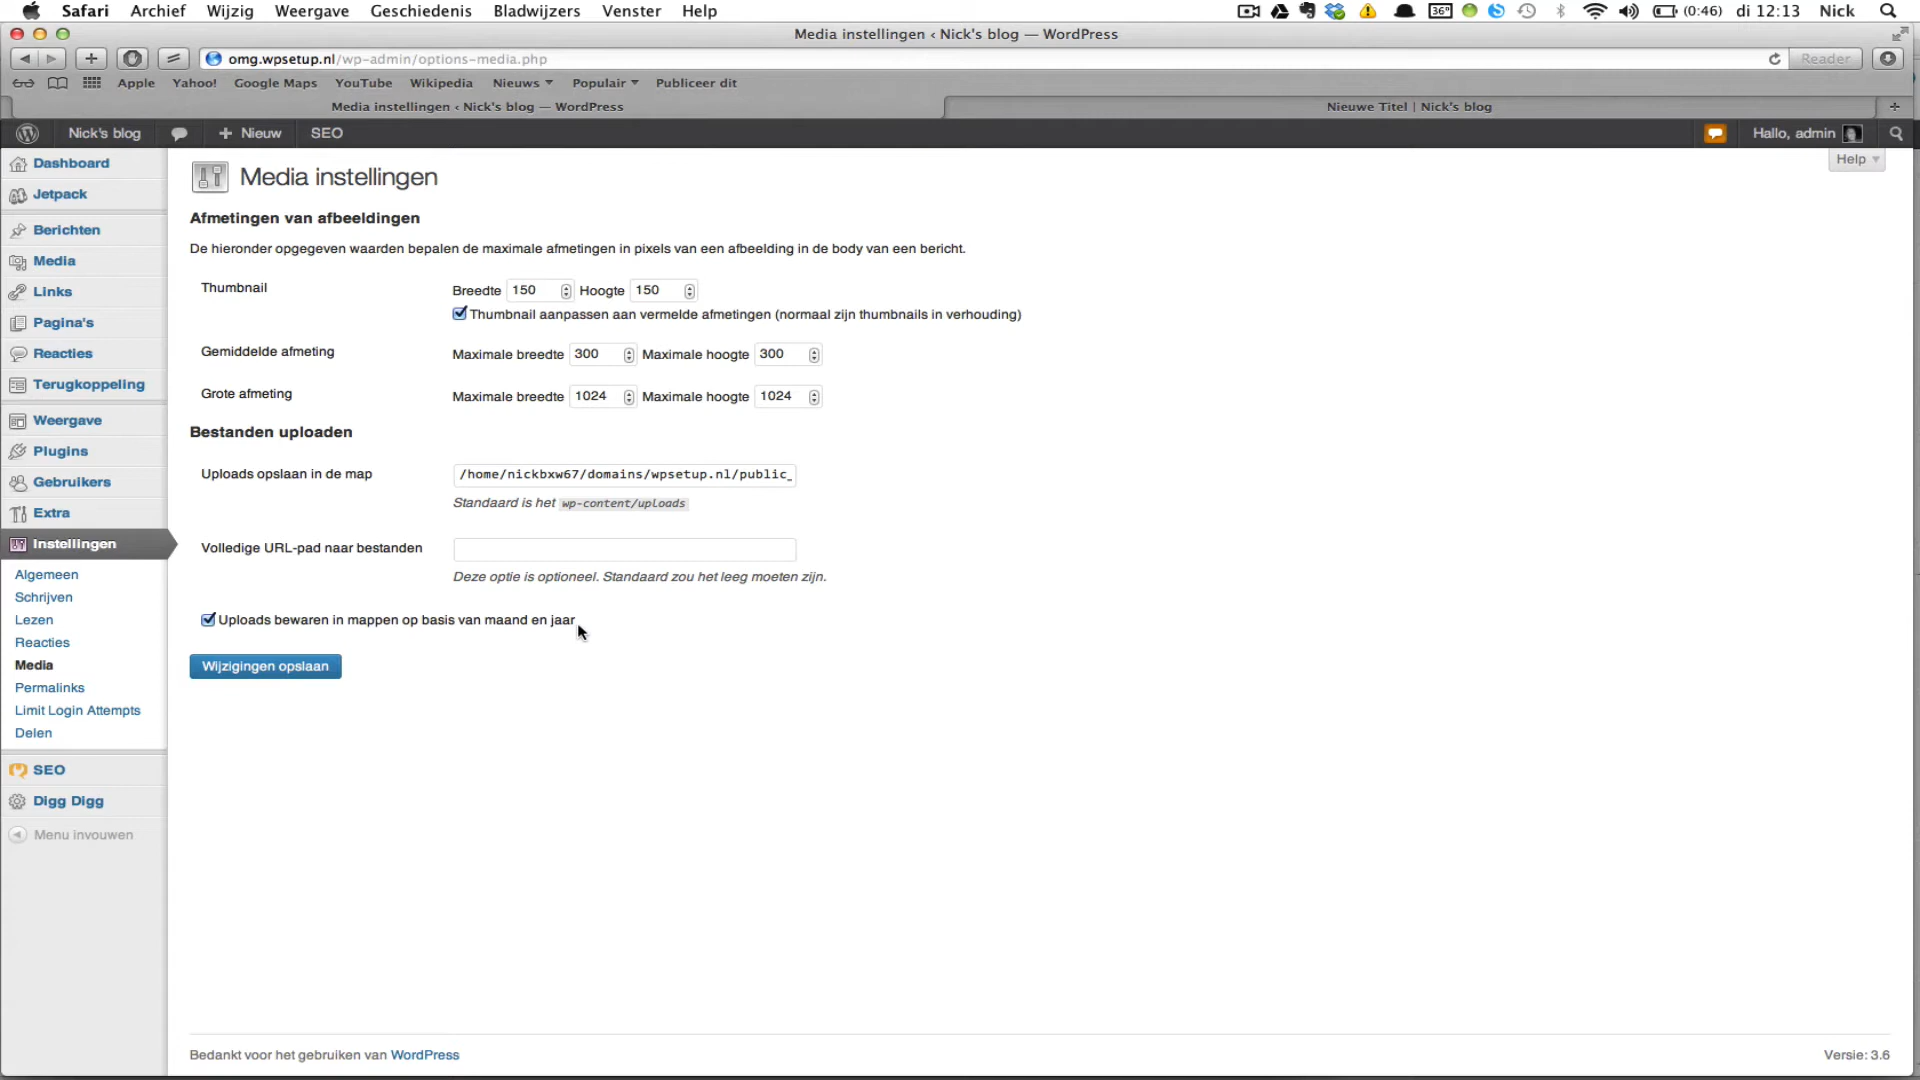 Safari Archief Wijzig Weergave Geschiedenis Bladwijzers Venster Help 36° (0:46) di 12:13 Nick
Media instellingen ‹ Nick's blog — WordPress
omg.wpsetup.nl/wp-admin/options-media.php Reader
Apple Yahoo! Google Maps YouTube Wikipedia Nieuws Populair Publiceer dit
Media instellingen ‹ Nick's blog — WordPress Nieuwe Titel | Nick's blog
Nick's blog + Nieuw SEO Hallo, admin
Help
Dashboard
Jetpack
Berichten
Media
Links
Pagina's
Reacties
Terugkoppeling
Weergave
Plugins
Gebruikers
Extra
Instellingen
Algemeen
Schrijven
Lezen
Reacties
Media
Permalinks
Limit Login Attempts
Delen
SEO
Digg Digg
Menu invouwen
Media instellingen
Afmetingen van afbeeldingen
De hieronder opgegeven waarden bepalen de maximale afmetingen in pixels van een afbeelding in de body van een bericht.
Thumbnail Breedte 150 Hoogte 150
Thumbnail aanpassen aan vermelde afmetingen (normaal zijn thumbnails in verhouding)
Gemiddelde afmeting Maximale breedte 300 Maximale hoogte 300
Grote afmeting Maximale breedte 1024 Maximale hoogte 1024
Bestanden uploaden
Uploads opslaan in de map /home/nickbxw67/domains/wpsetup.nl/public_
Standaard is het wp-content/uploads
Volledige URL-pad naar bestanden
Deze optie is optioneel. Standaard zou het leeg moeten zijn.
Uploads bewaren in mappen op basis van maand en jaar
Wijzigingen opslaan
Bedankt voor het gebruiken van WordPress Versie: 3.6